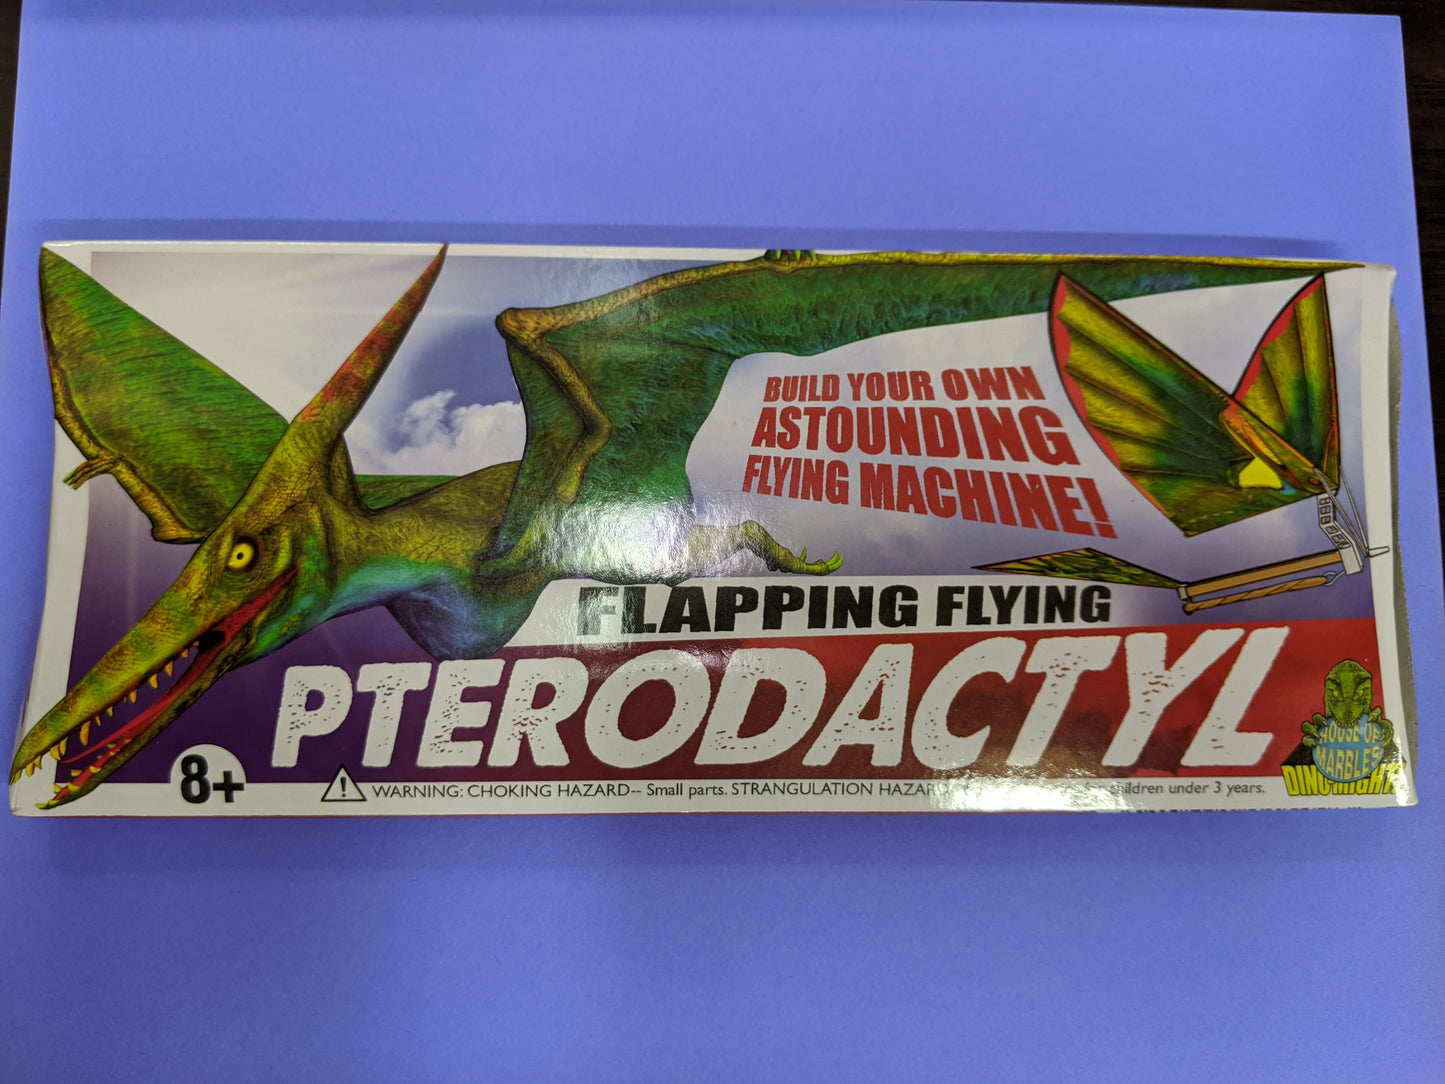 BUILD YOUR OWN
ASTOUNDING
FLYING MACHINE!
FLAPPING FLYING
PTERODACTYL
8+
WARNING: CHOKING HAZARD-- Small parts. STRANGULATION HAZARD children under 3 years.
HOUSE OF
MARBLES
DINOMIGHTY